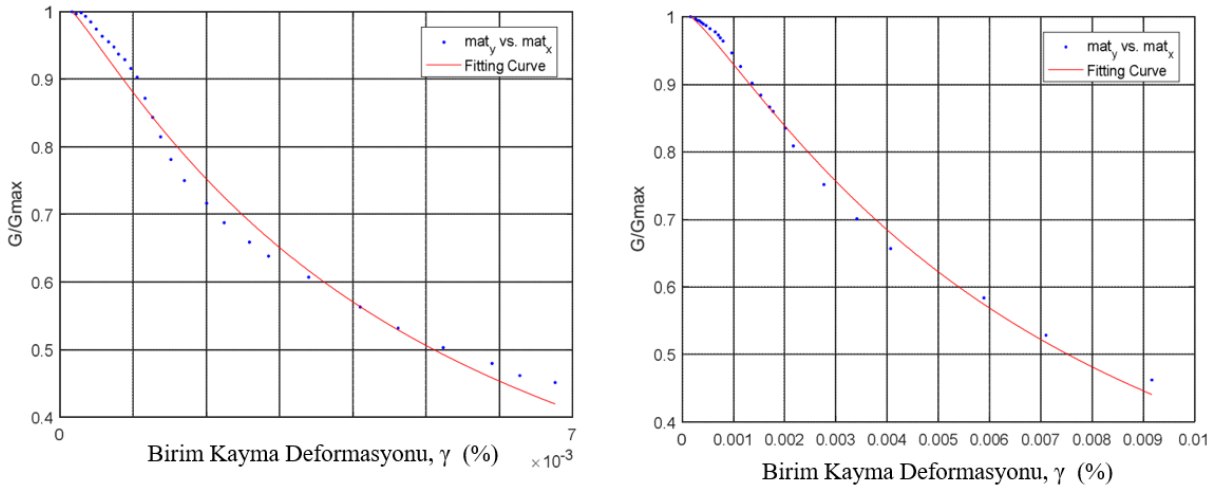 1
0.9
0.8
0.7
0.6
0.5
0.4
G/Gmax
mat_y vs. mat_x
Fitting Curve
0
7
Birim Kayma Deformasyonu, γ (%)
× 10^-3
1
0.9
0.8
0.7
0.6
0.5
0.4
G/Gmax
mat_y vs. mat_x
Fitting Curve
0 0.001 0.002 0.003 0.004 0.005 0.006 0.007 0.008 0.009 0.01
Birim Kayma Deformasyonu, γ (%)